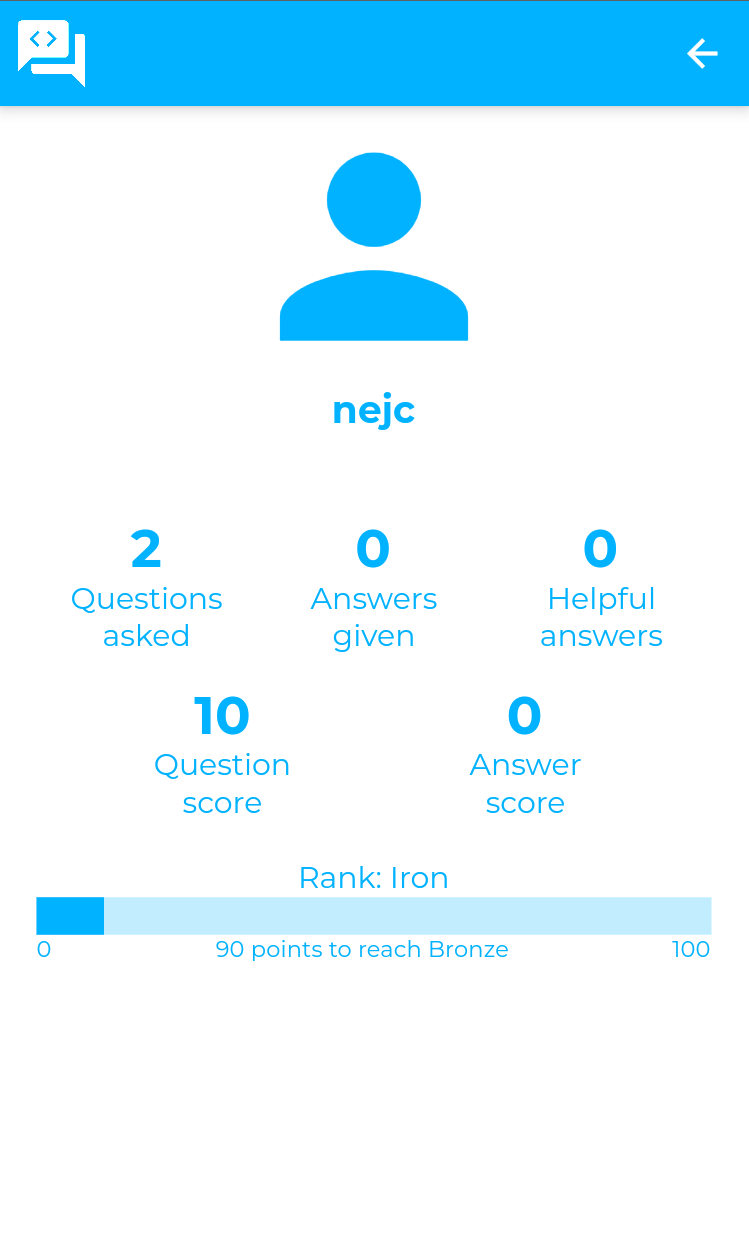 nejc
2
Questions
asked
0
Answers
given
0
Helpful
answers
10
Question
score
0
Answer
score
Rank: Iron
0
90 points to reach Bronze
100